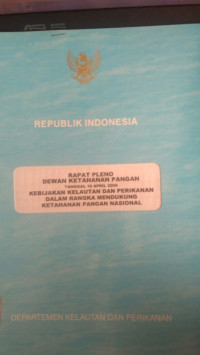 REPUBLIK INDONESIA
RAPAT PLENO
DEWAN KETAHANAN PANGAN
TANGGAL APRIL
KEBIJAKAN KELAUTAN DAN PERIKANAN
DALAM RANGKA MENDUKUNG
KETAHANAN PANGAN NASIONAL
DEPARTEMEN KELAUTAN DAN PERIKANAN